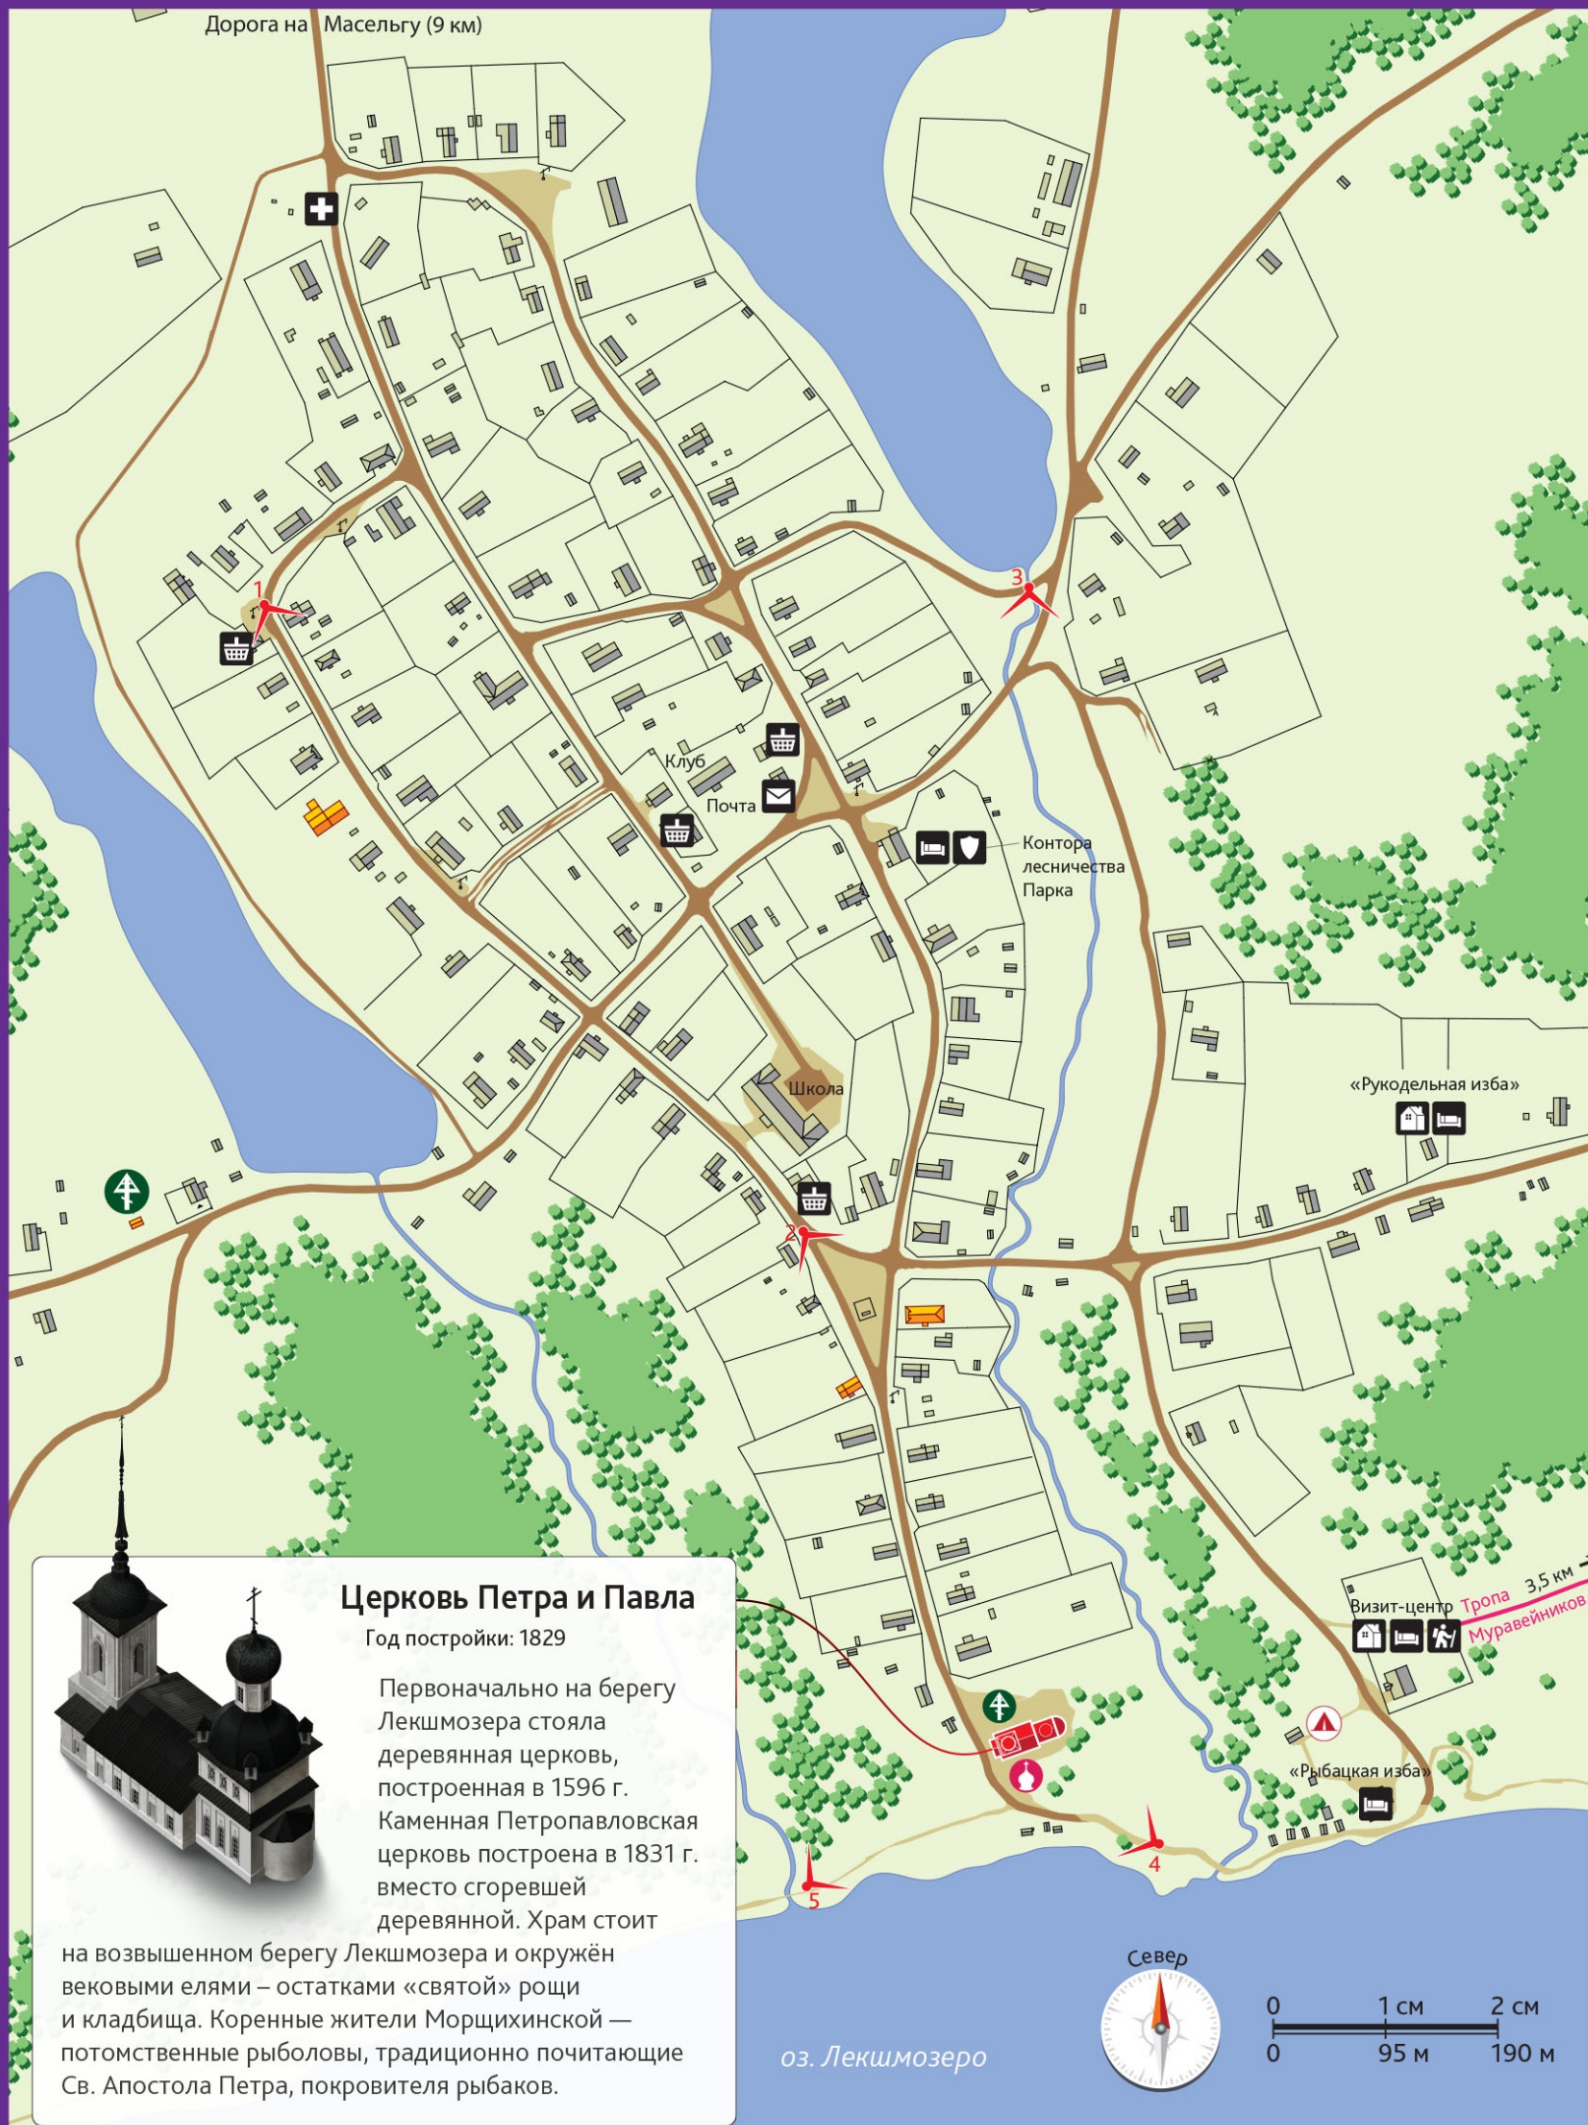 Дорога на Масельгу (9 км)
1
3
Клуб
Почта
Контора
лесничества
Парка
Школа
«Рукодельная изба»
2
Визит-центр
Тропа 3,5 км
Муравейников
«Рыбацкая изба»
4
5
Церковь Петра и Павла
Год постройки: 1829
Первоначально на берегу
Лекшмозера стояла
деревянная церковь,
построенная в 1596 г.
Каменная Петропавловская
церковь построена в 1831 г.
вместо сгоревшей
деревянной. Храм стоит
на возвышенном берегу Лекшмозера и окружён
вековыми елями – остатками «святой» рощи
и кладбища. Коренные жители Морщихинской —
потомственные рыболовы, традиционно почитающие
Св. Апостола Петра, покровителя рыбаков.
оз. Лекшмозеро
Север
0 1 см 2 см
0 95 м 190 м